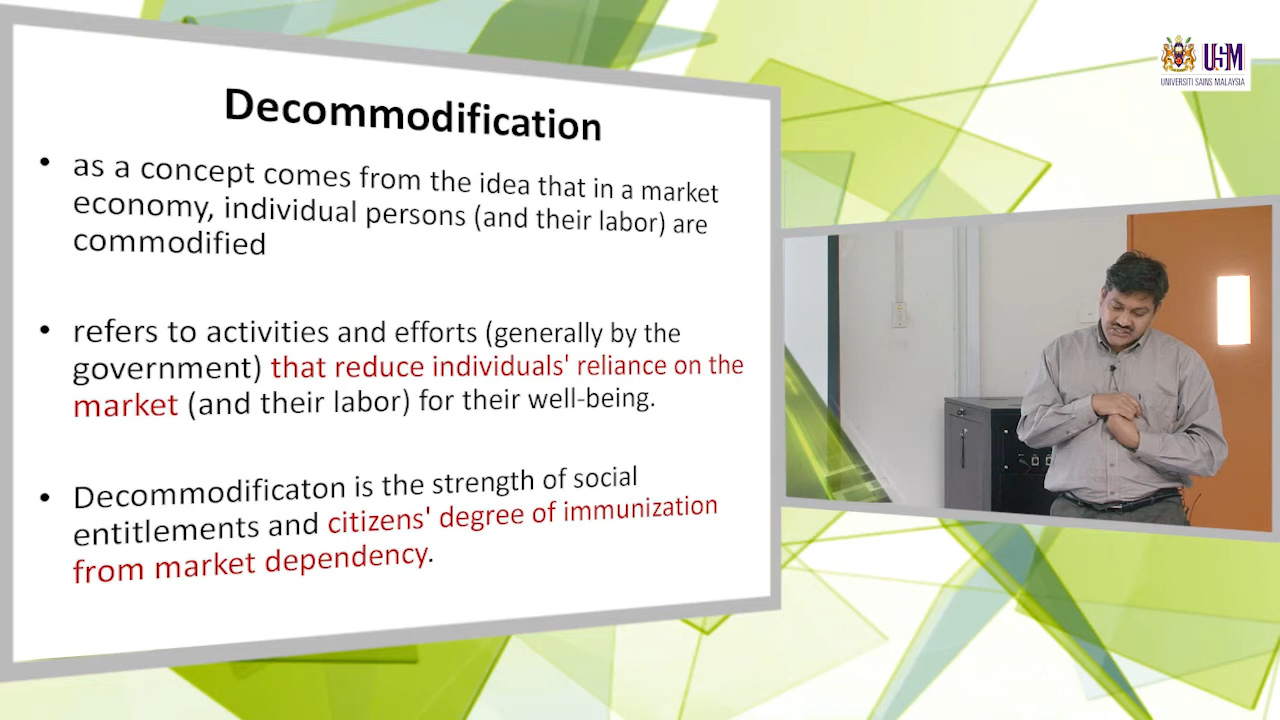 USM
UNIVERSITI SAINS MALAYSIA
Decommodification
• as a concept comes from the idea that in a market
economy, individual persons (and their labor) are
commodified
• refers to activities and efforts (generally by the
government) that reduce individuals' reliance on the
market (and their labor) for their well-being.
• Decommodificaton is the strength of social
entitlements and citizens' degree of immunization
from market dependency.